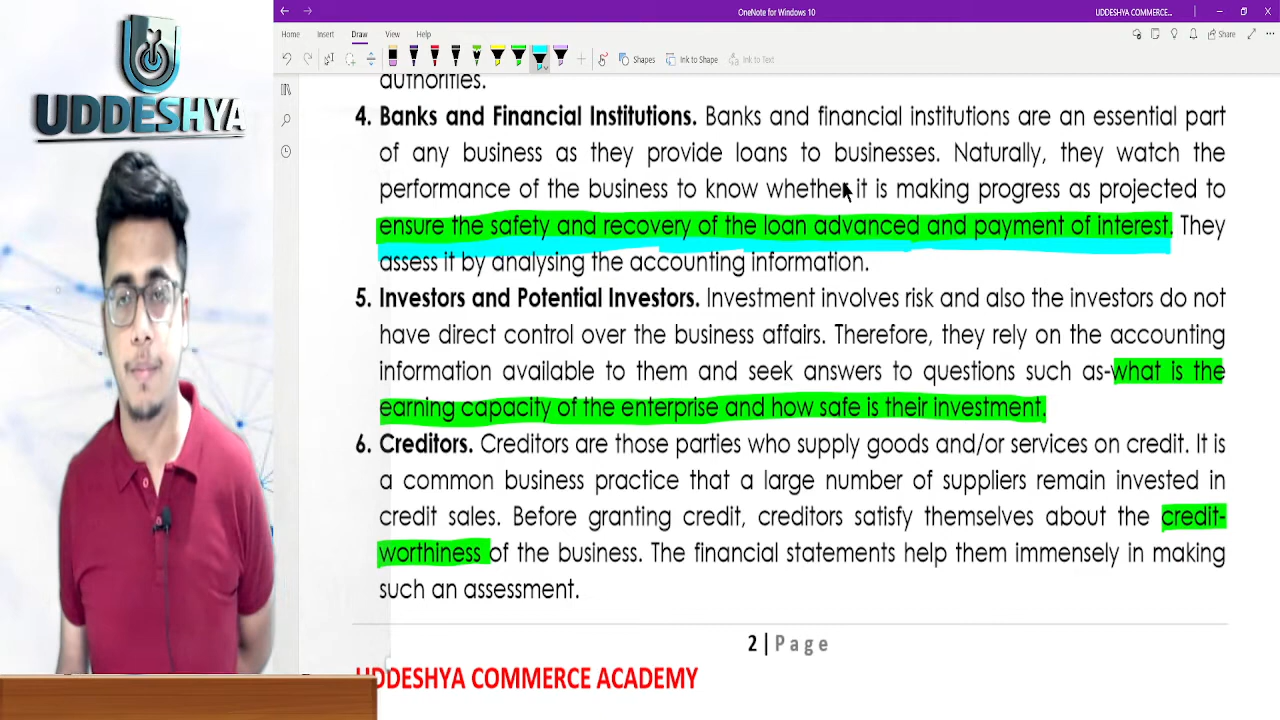 UDDESHYA
OneNote for Windows 10
UDDESHYA COMMERCE...
Home Insert Draw View Help
Share
Shapes Ink to Shape Ink to Text
authorities.
4. Banks and Financial Institutions. Banks and financial institutions are an essential part
of any business as they provide loans to businesses. Naturally, they watch the
performance of the business to know whether it is making progress as projected to
ensure the safety and recovery of the loan advanced and payment of interest. They
assess it by analysing the accounting information.
5. Investors and Potential Investors. Investment involves risk and also the investors do not
have direct control over the business affairs. Therefore, they rely on the accounting
information available to them and seek answers to questions such as-what is the
earning capacity of the enterprise and how safe is their investment.
6. Creditors. Creditors are those parties who supply goods and/or services on credit. It is
a common business practice that a large number of suppliers remain invested in
credit sales. Before granting credit, creditors satisfy themselves about the credit-
worthiness of the business. The financial statements help them immensely in making
such an assessment.
2 | Page
UDDESHYA COMMERCE ACADEMY